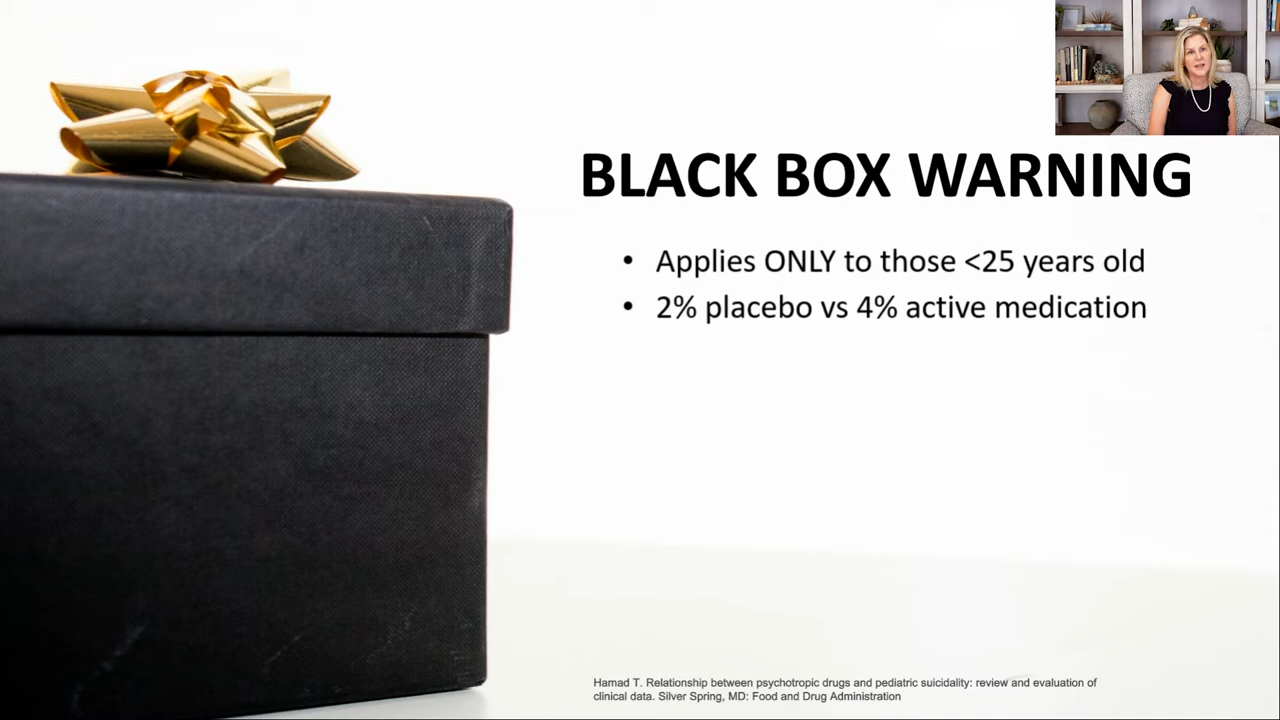 BLACK BOX WARNING
• Applies ONLY to those <25 years old
• 2% placebo vs 4% active medication
Hamad T. Relationship between psychotropic drugs and pediatric suicidality: review and evaluation of
clinical data. Silver Spring, MD: Food and Drug Administration